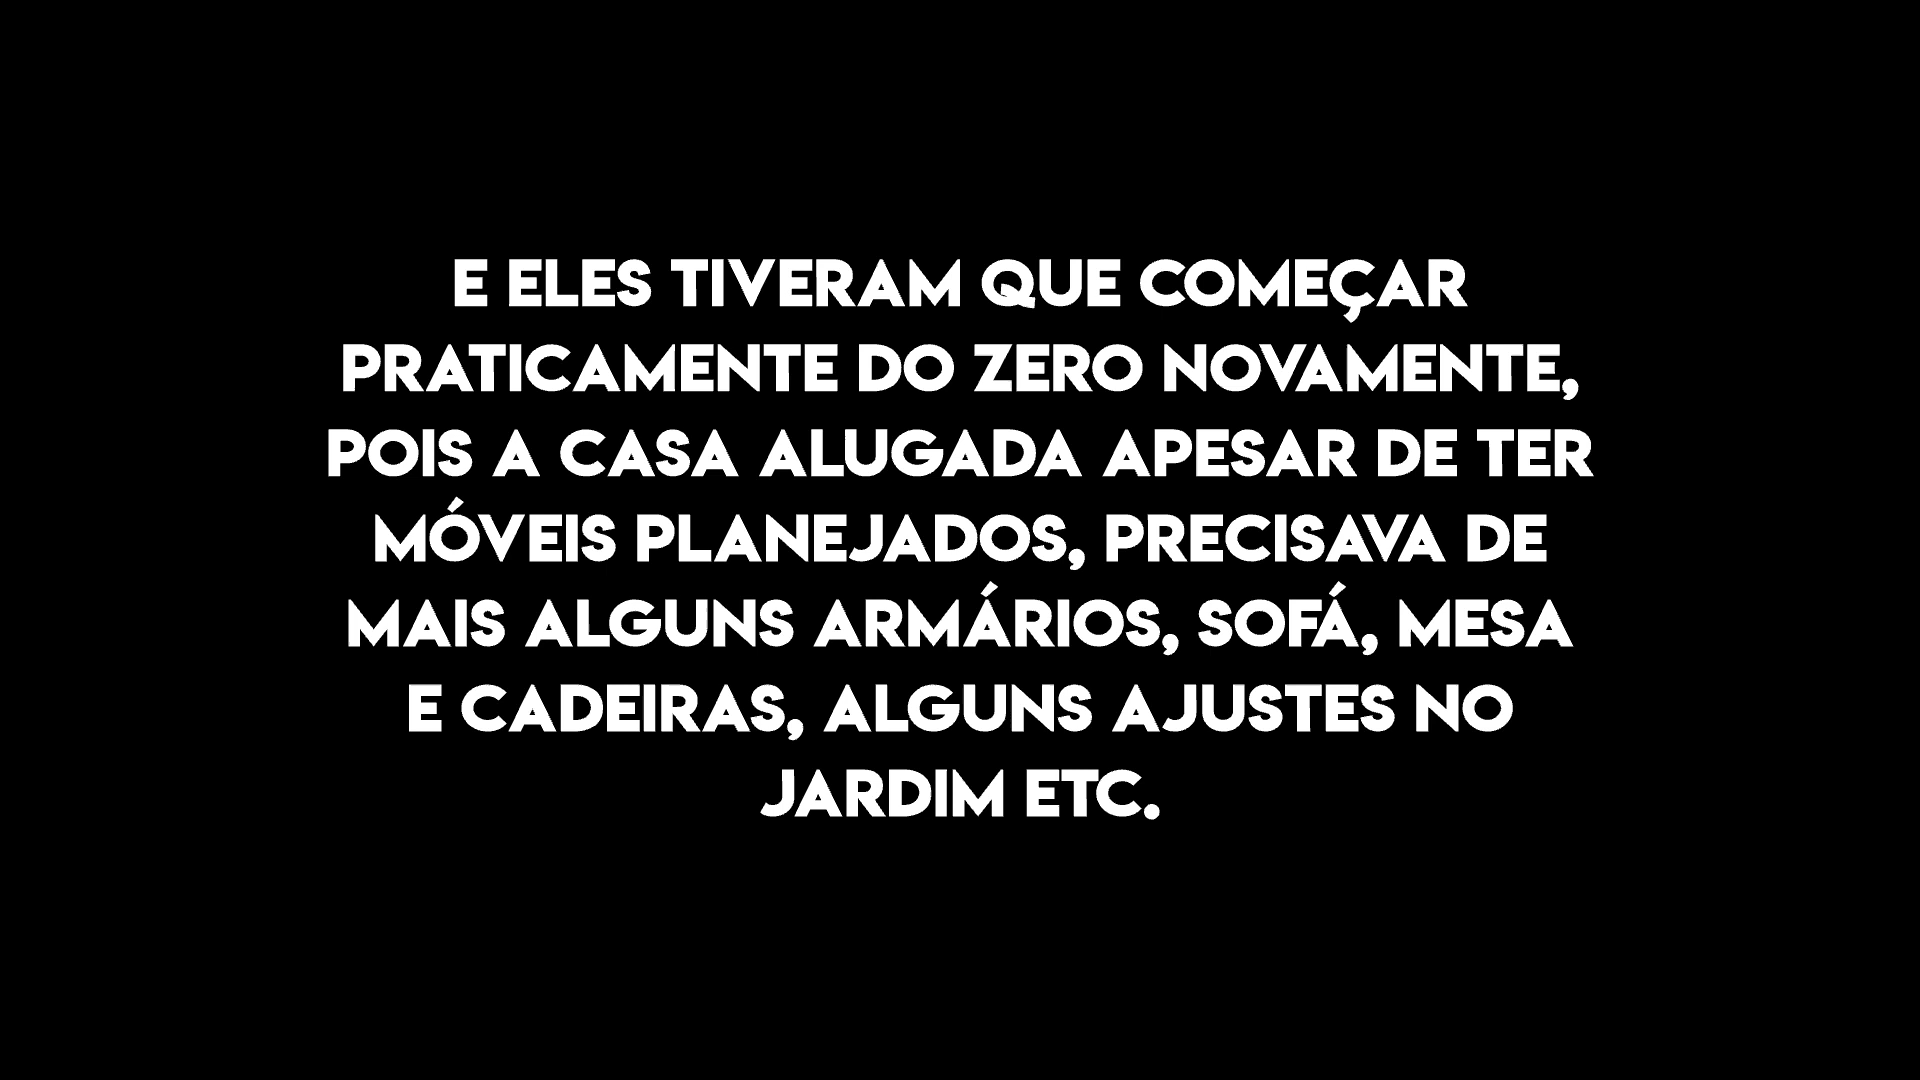 E ELES TIVERAM QUE COMEÇAR
PRATICAMENTE DO ZERO NOVAMENTE,
POIS A CASA ALUGADA APESAR DE TER
MÓVEIS PLANEJADOS, PRECISAVA DE
MAIS ALGUNS ARMÁRIOS, SOFÁ, MESA
E CADEIRAS, ALGUNS AJUSTES NO
JARDIM ETC.